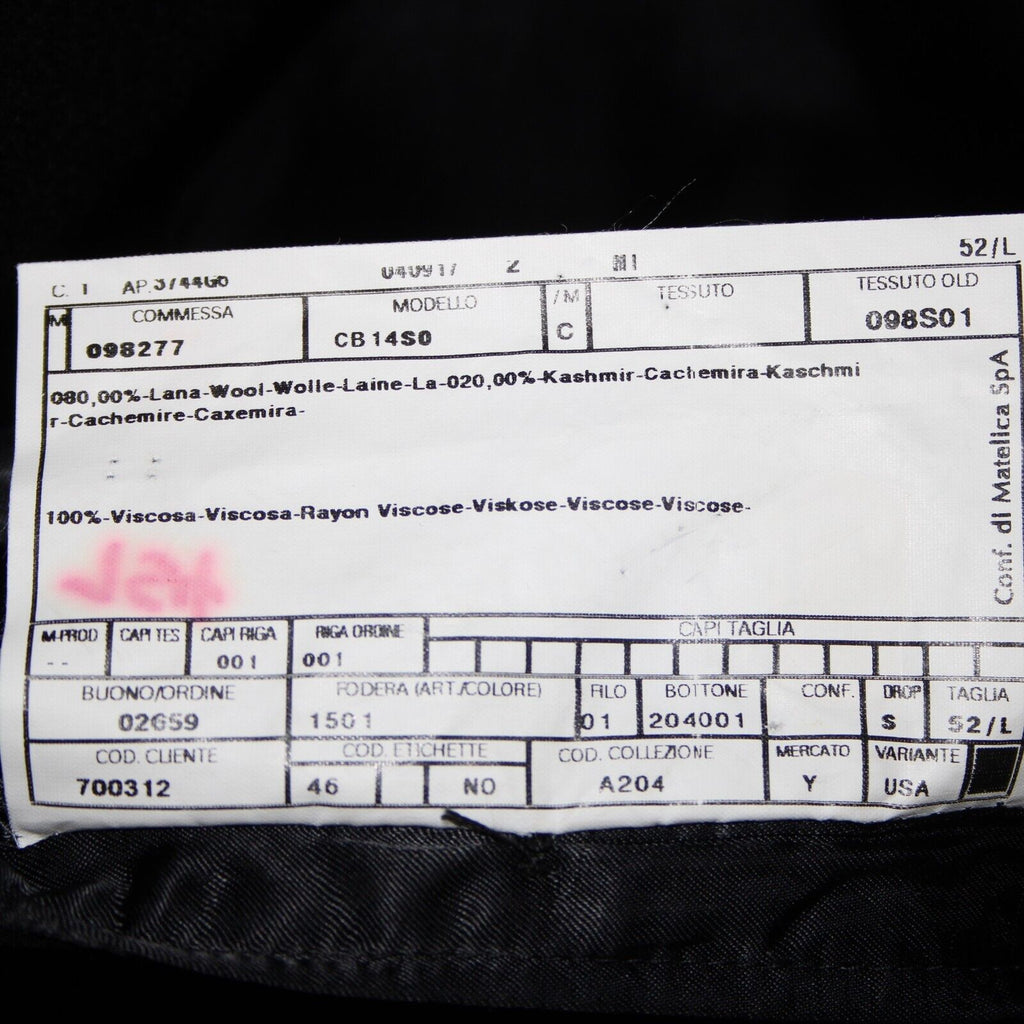 52/L
C. 1 AP.374466 040917 2 M1
M COMMESSA MODELLO /M TESSUTO TESSUTO OLD
098277 CB14S0 C 098S01
080,00%-Lana-Wool-Wolle-Laine-La-020,00%-Kashmir-Cachemira-Kaschmi
r-Cachemire-Caxemira-
100%-Viscosa-Viscosa-Rayon Viscose-Viskose-Viscose-Viscose-
Conf. di Matelica SpA
M-PROD CAPI TES CAPI RIGA RIGA ORDINE CAPI TAGLIA
-- 001 001
BUONO/ORDINE FODERA (ART./COLORE) FILO BOTTONE CONF. DROP TAGLIA
02659 1501 01 204001 S 52/L
COD. CLIENTE COD. ETICHETTE COD. COLLEZIONE MERCATO VARIANTE
700312 46 NO A204 Y USA